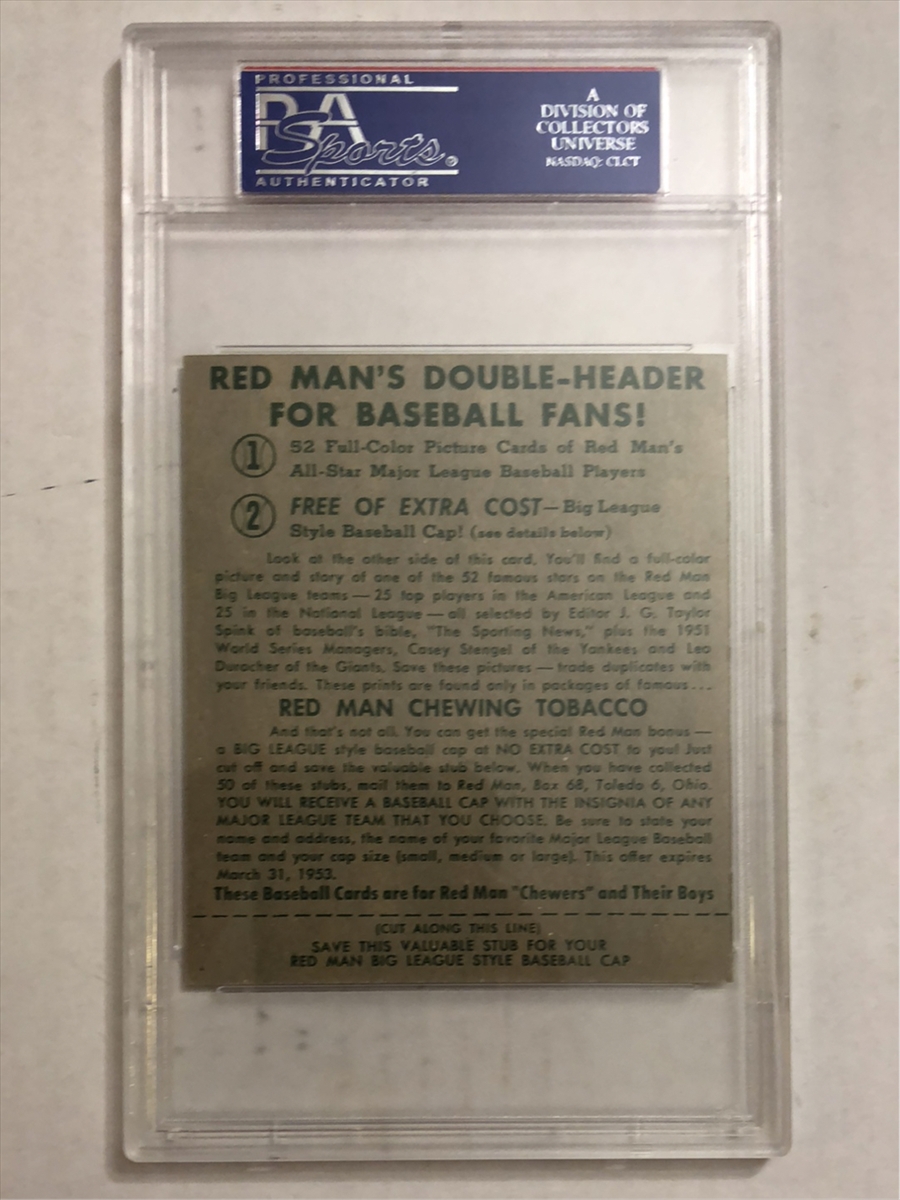 PROFESSIONAL
PSA
Sports®
AUTHENTICATOR
A
DIVISION OF
COLLECTORS
UNIVERSE
NASDAQ: CLCT
RED MAN'S DOUBLE-HEADER
FOR BASEBALL FANS!
1 52 Full-Color Picture Cards of Red Man's
All-Star Major League Baseball Players
2 FREE OF EXTRA COST—Big League
Style Baseball Cap! (see details below)
Look at the other side of this card. You'll find a full-color
picture and story of one of the 52 famous stars on the Red Man
Big League teams — 25 top players in the American League and
25 in the National League — all selected by Editor J. G. Taylor
Spink of baseball's bible, "The Sporting News," plus the 1951
World Series Managers, Casey Stengel of the Yankees and Leo
Duracher of the Giants. Save these pictures — trade duplicates with
your friends. These prints are found only in packages of famous...
RED MAN CHEWING TOBACCO
And that's not all. You can get the special Red Man bonus —
a BIG LEAGUE style baseball cap at NO EXTRA COST to you! Just
cut off and save the valuable stub below. When you have collected
50 of these stubs, mail them to Red Man, Box 68, Toledo 6, Ohio.
YOU WILL RECEIVE A BASEBALL CAP WITH THE INSIGNIA OF ANY
MAJOR LEAGUE TEAM THAT YOU CHOOSE. Be sure to state your
name and address, the name of your favorite Major League Baseball
team and your cap size (small, medium or large). This offer expires
March 31, 1953.
These Baseball Cards are for Red Man "Chewers" and Their Boys
(CUT ALONG THIS LINE)
SAVE THIS VALUABLE STUB FOR YOUR
RED MAN BIG LEAGUE STYLE BASEBALL CAP